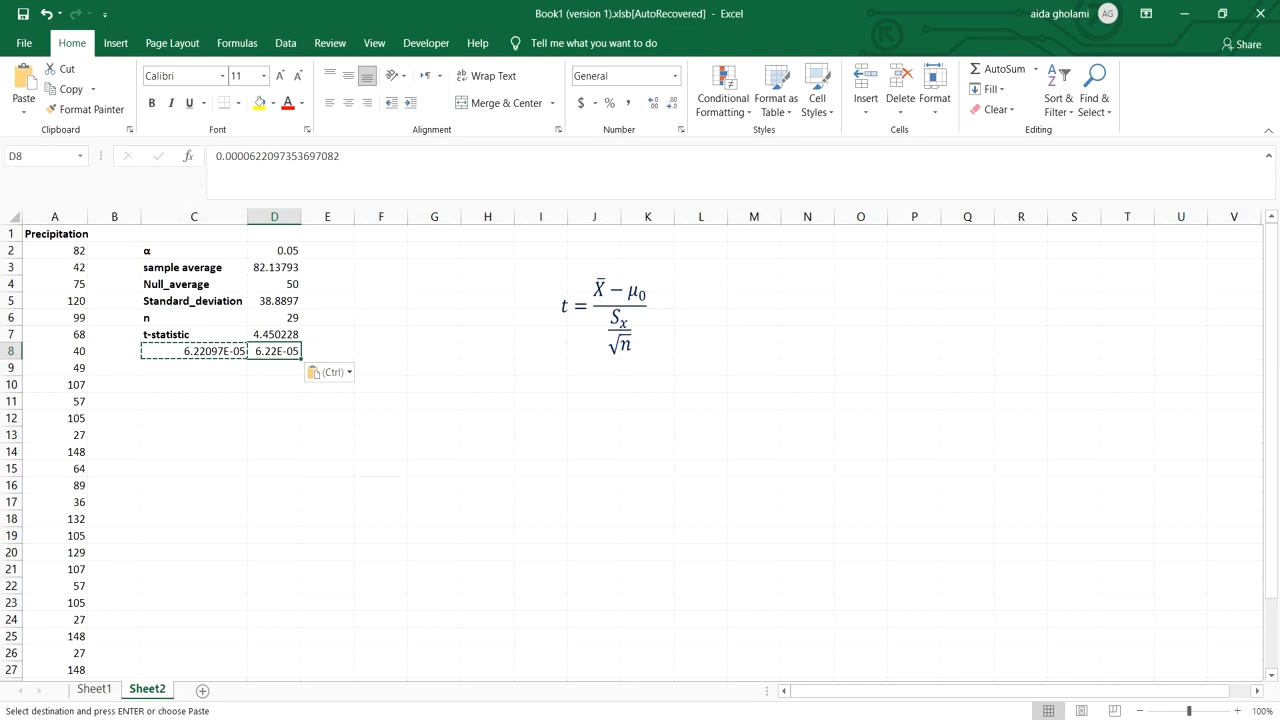 Book1 (version 1).xlsb[AutoRecovered] - Excel
aida gholami AG
File Home Insert Page Layout Formulas Data Review View Developer Help Tell me what you want to do Share
Paste
Cut
Copy
Format Painter
Clipboard
Calibri 11
B I U
Font
Wrap Text
Merge & Center
Alignment
General
$ % ,
Number
Conditional Formatting
Format as Table
Cell Styles
Styles
Insert
Delete
Format
Cells
AutoSum
Fill
Clear
Sort & Filter
Find & Select
Editing
D8 fx 0.0000622097353697082
A B C D E F G H I J K L M N O P Q R S T U V
1 Precipitation
2 82 α 0.05
3 42 sample average 82.13793
4 75 Null_average 50
5 120 Standard_deviation 38.8897
6 99 n 29
7 68 t-statistic 4.450228
8 40 6.22097E-05 6.22E-05
9 49
(Ctrl)
10 107
11 57
12 105
13 27
14 148
15 64
16 89
17 36
18 132
19 105
20 129
21 107
22 57
23 105
24 27
25 148
26 27
27 148
X̄ − μ0
t =
Sx
√n
Sheet1 Sheet2
Select destination and press ENTER or choose Paste
100%